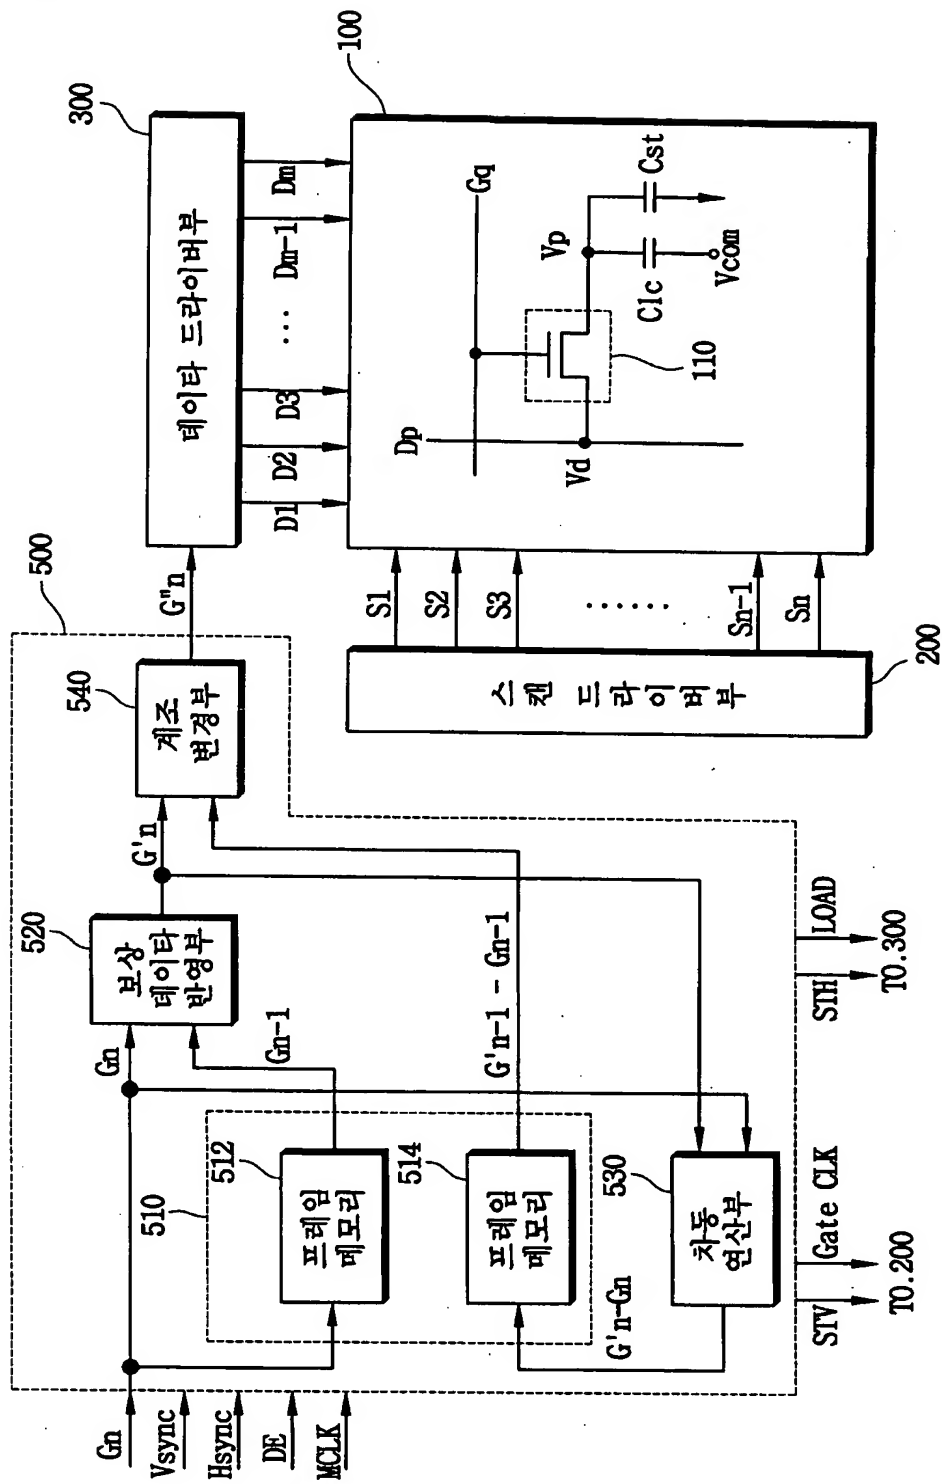 500
300
100
데이타 드라이버부
540
G"n
계조
변경부
520
G'n
보상
데이타
반영부
D1
D2
D3
...
Dm-1
Dm
Gn
Gn-1
Gn
Vsync
Hsync
DE
MCLK
510
512
프레임
메모리
514
프레임
메모리
G'n-1 - Gn-1
G'n-Gn
530
차동
연산부
S1
S2
S3
......
Sn-1
Sn
스캔 드라이버부
200
Dp
Gq
Vd
Vp
110
Clc
Cst
Vcom
STV
Gate CLK
TO.200
STH
LOAD
TO.300